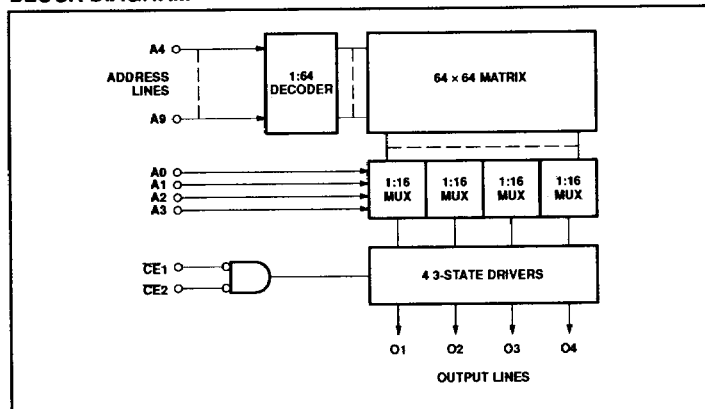 A4
ADDRESS
LINES
A9
1:64
DECODER
64 × 64 MATRIX
A0
A1
A2
A3
1:16
MUX
1:16
MUX
1:16
MUX
1:16
MUX
CE1
CE2
4 3-STATE DRIVERS
O1 O2 O3 O4
OUTPUT LINES